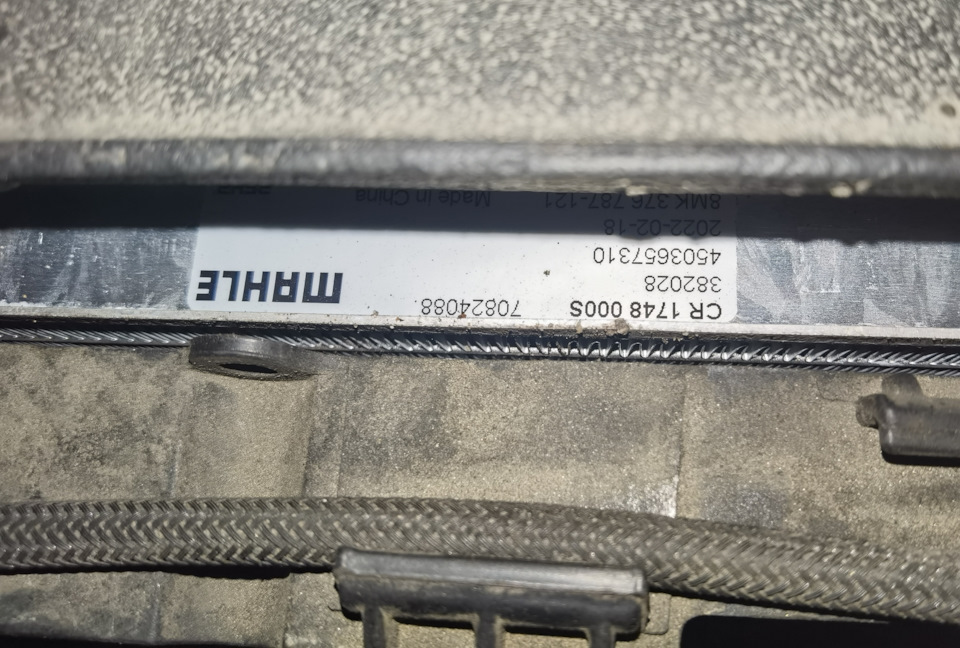 CR 1748 000S 70824088
382028 MAHLE
4503657310
2022-02-18
8MK 376 787-121 Made in China